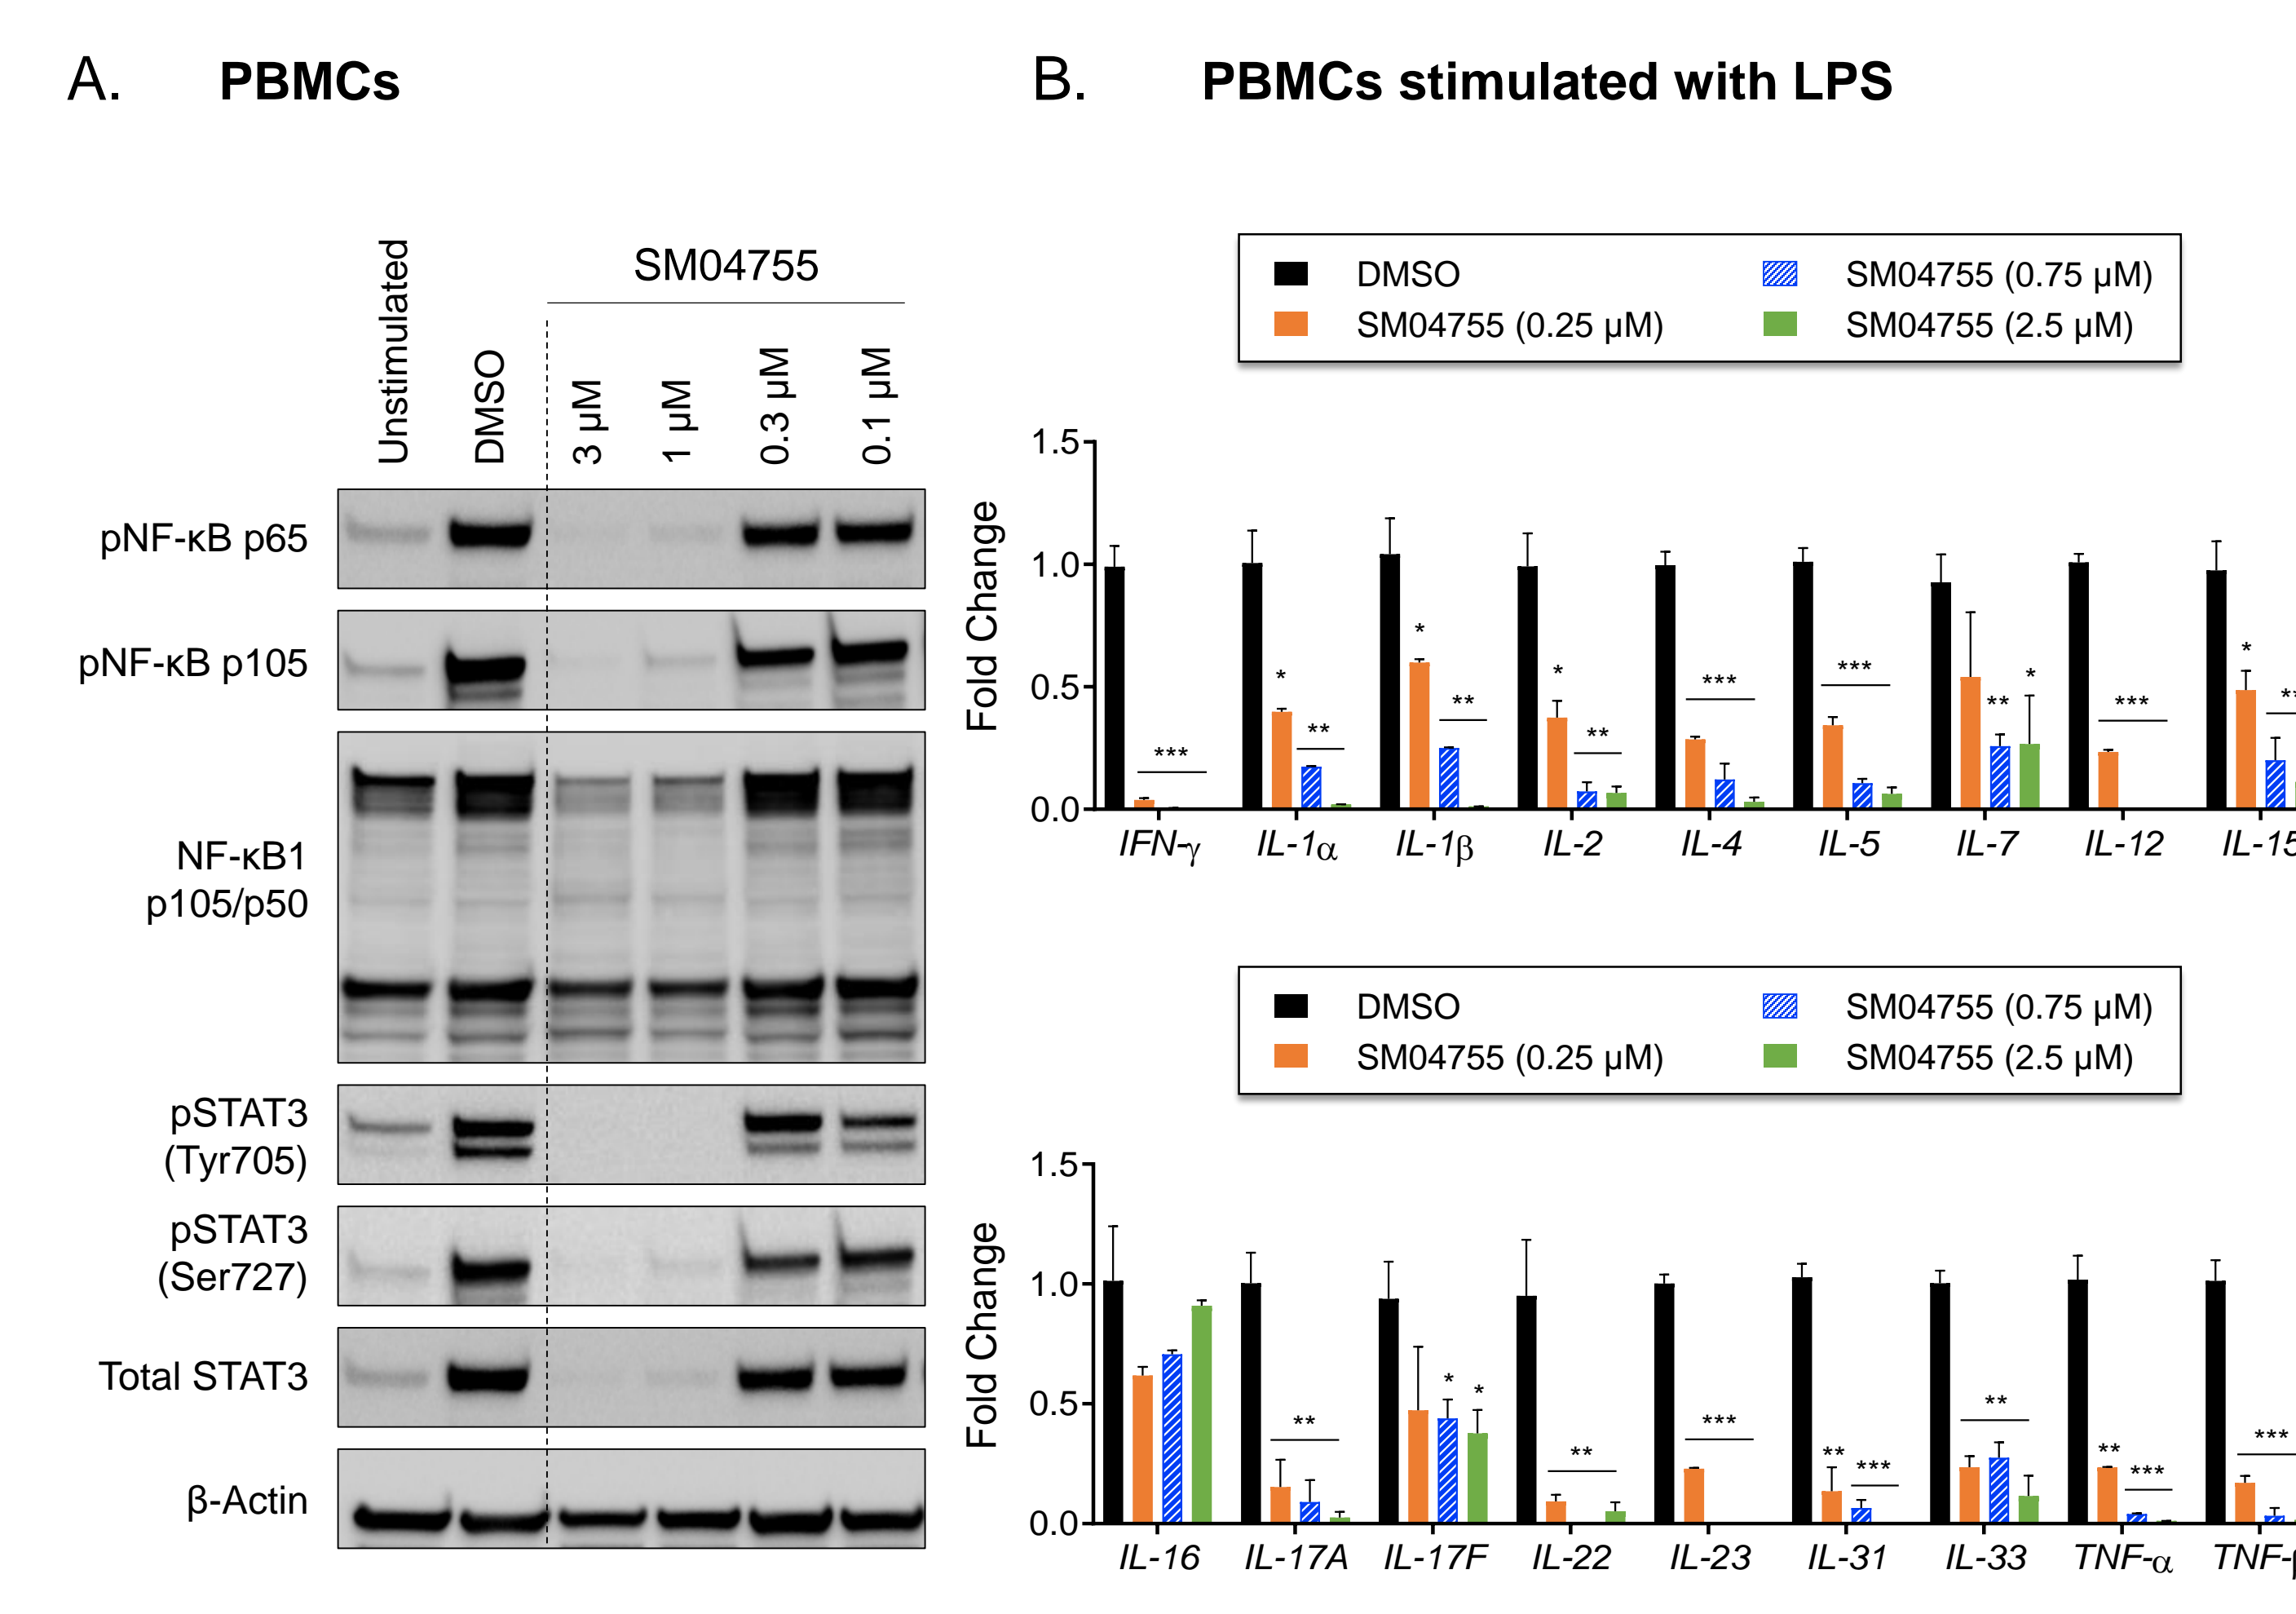 A. PBMCs
Unstimulated
DMSO
SM04755
3 µM
1 µM
0.3 µM
0.1 µM
pNF-κB p65
pNF-κB p105
NF-κB1
p105/p50
pSTAT3
(Tyr705)
pSTAT3
(Ser727)
Total STAT3
β-Actin
B. PBMCs stimulated with LPS
DMSO SM04755 (0.75 µM)
SM04755 (0.25 µM) SM04755 (2.5 µM)
Fold Change
1.5
1.0
0.5
0.0
***
* **
* **
* **
***
***
** *
***
* **
IFN-γ IL-1α IL-1β IL-2 IL-4 IL-5 IL-7 IL-12 IL-15
DMSO SM04755 (0.75 µM)
SM04755 (0.25 µM) SM04755 (2.5 µM)
Fold Change
1.5
1.0
0.5
0.0
**
* *
**
***
** ***
**
** ***
***
IL-16 IL-17A IL-17F IL-22 IL-23 IL-31 IL-33 TNF-α TNF-β